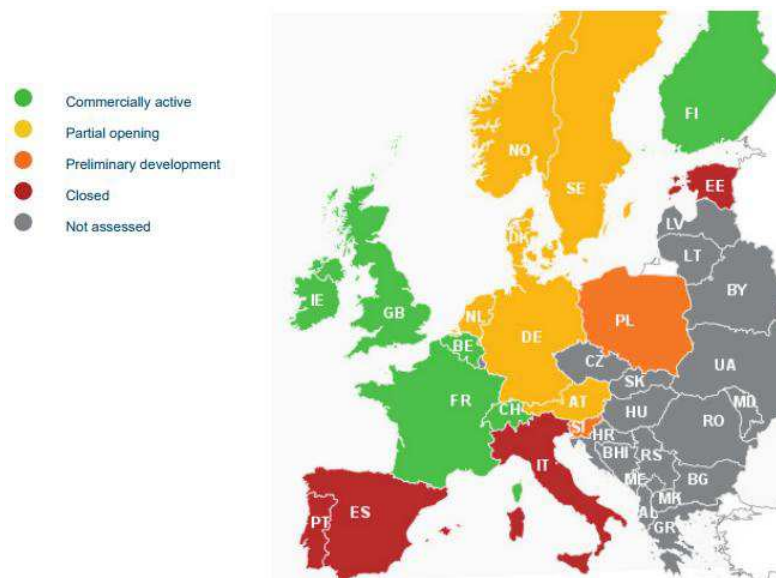 Commercially active
Partial opening
Preliminary development
Closed
Not assessed
FI
NO
SE
EE
LV
DK
LT
BY
IE
GB
NL
DE
PL
BE
CZ
UA
SK
FR
CH
AT
HU
MD
SI
HR
RO
IT
BHI
RS
ME
BG
MK
PT
ES
AL
GR